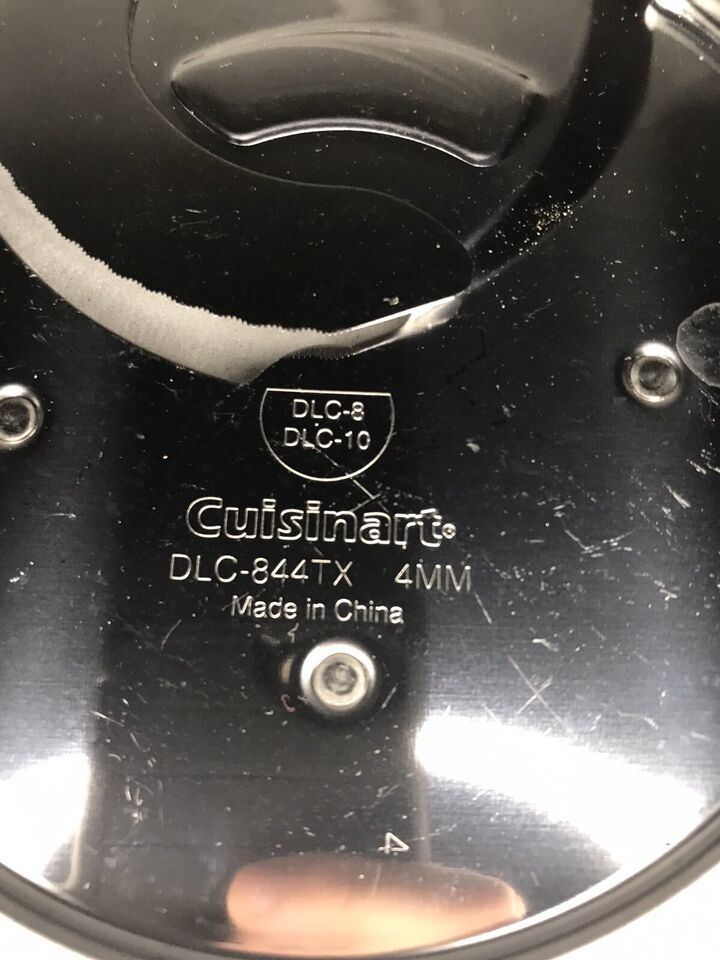 DLC-8
DLC-10
Cuisinart®
DLC-844TX 4MM
Made in China
4